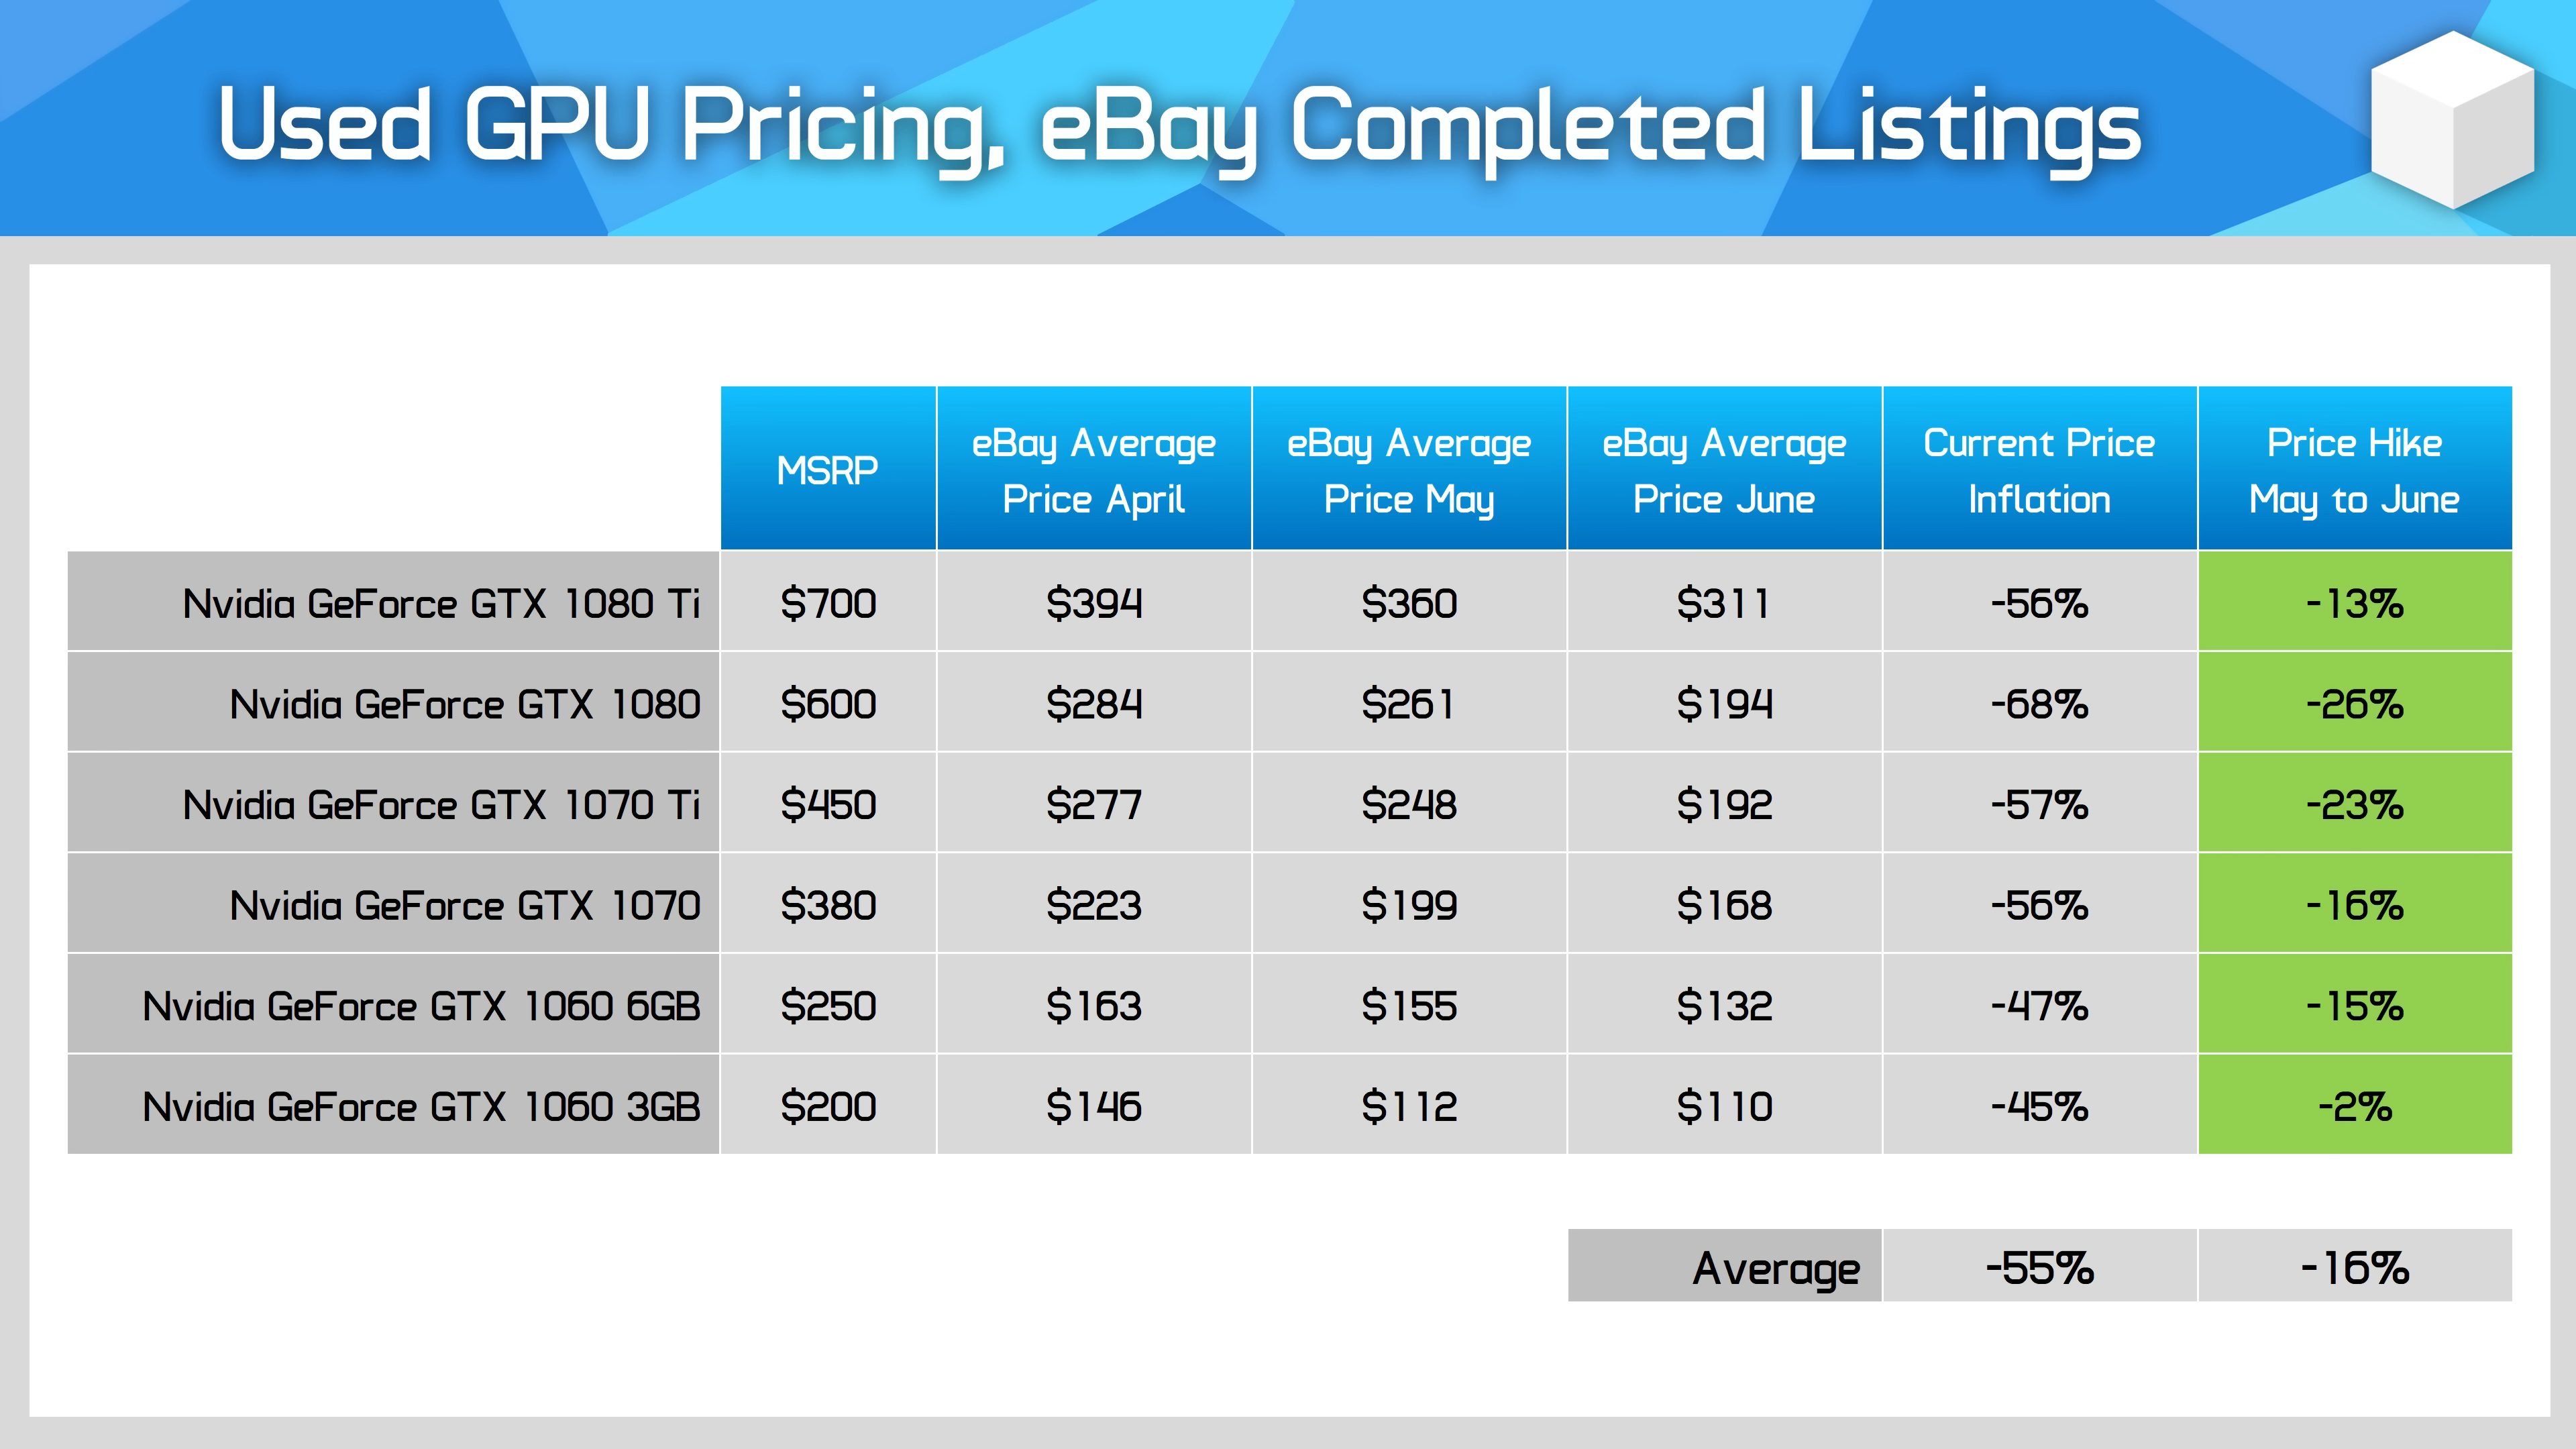 Used GPU Pricing, eBay Completed Listings
MSRP eBay Average Price April eBay Average Price May eBay Average Price June Current Price Inflation Price Hike May to June
Nvidia GeForce GTX 1080 Ti $700 $394 $360 $311 -56% -13%
Nvidia GeForce GTX 1080 $600 $284 $261 $194 -68% -26%
Nvidia GeForce GTX 1070 Ti $450 $277 $248 $192 -57% -23%
Nvidia GeForce GTX 1070 $380 $223 $199 $168 -56% -16%
Nvidia GeForce GTX 1060 6GB $250 $163 $155 $132 -47% -15%
Nvidia GeForce GTX 1060 3GB $200 $146 $112 $110 -45% -2%
Average -55% -16%